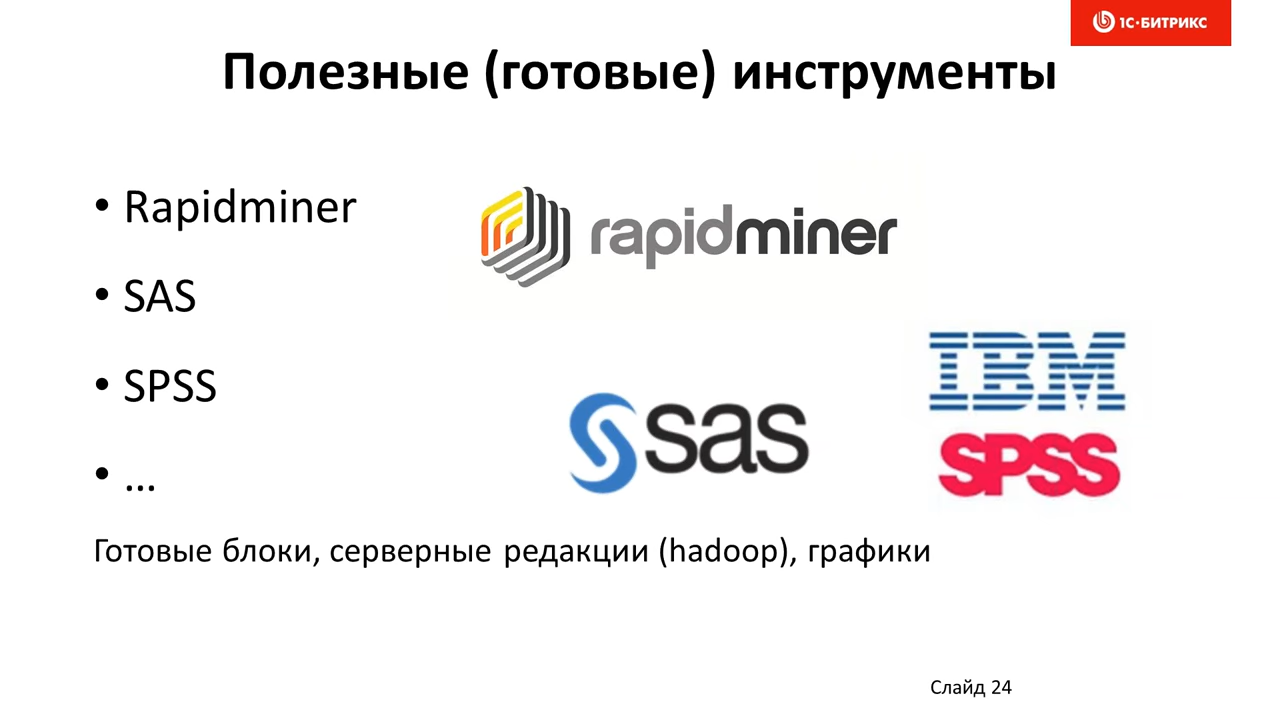 1С·БИТРИКС
Полезные (готовые) инструменты
• Rapidminer
rapidminer
• SAS
• SPSS
IBM
SPSS
sas
• ...
Готовые блоки, серверные редакции (hadoop), графики
Слайд 24